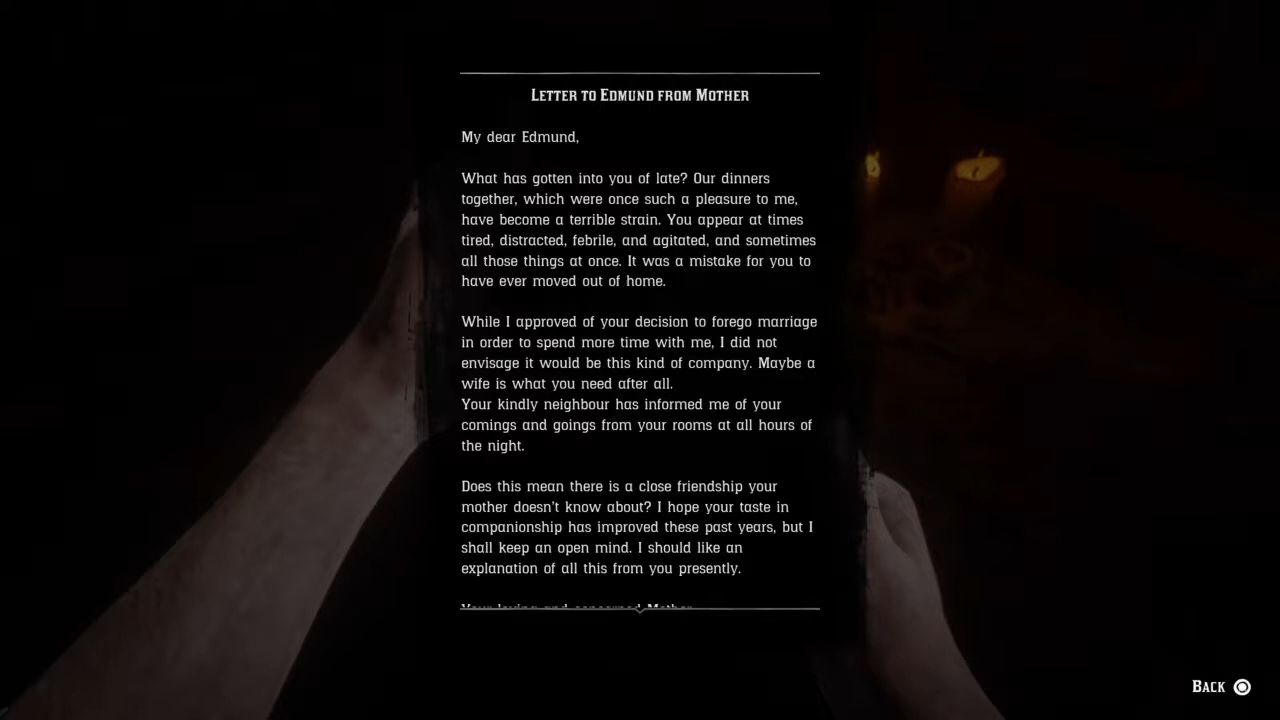 Letter to Edmund from Mother
My dear Edmund,
What has gotten into you of late? Our dinners
together, which were once such a pleasure to me,
have become a terrible strain. You appear at times
tired, distracted, febrile, and agitated, and sometimes
all those things at once. It was a mistake for you to
have ever moved out of home.
While I approved of your decision to forego marriage
in order to spend more time with me, I did not
envisage it would be this kind of company. Maybe a
wife is what you need after all.
Your kindly neighbour has informed me of your
comings and goings from your rooms at all hours of
the night.
Does this mean there is a close friendship your
mother doesn't know about? I hope your taste in
companionship has improved these past years, but I
shall keep an open mind. I should like an
explanation of all this from you presently.
Your loving and concerned Mother
Back